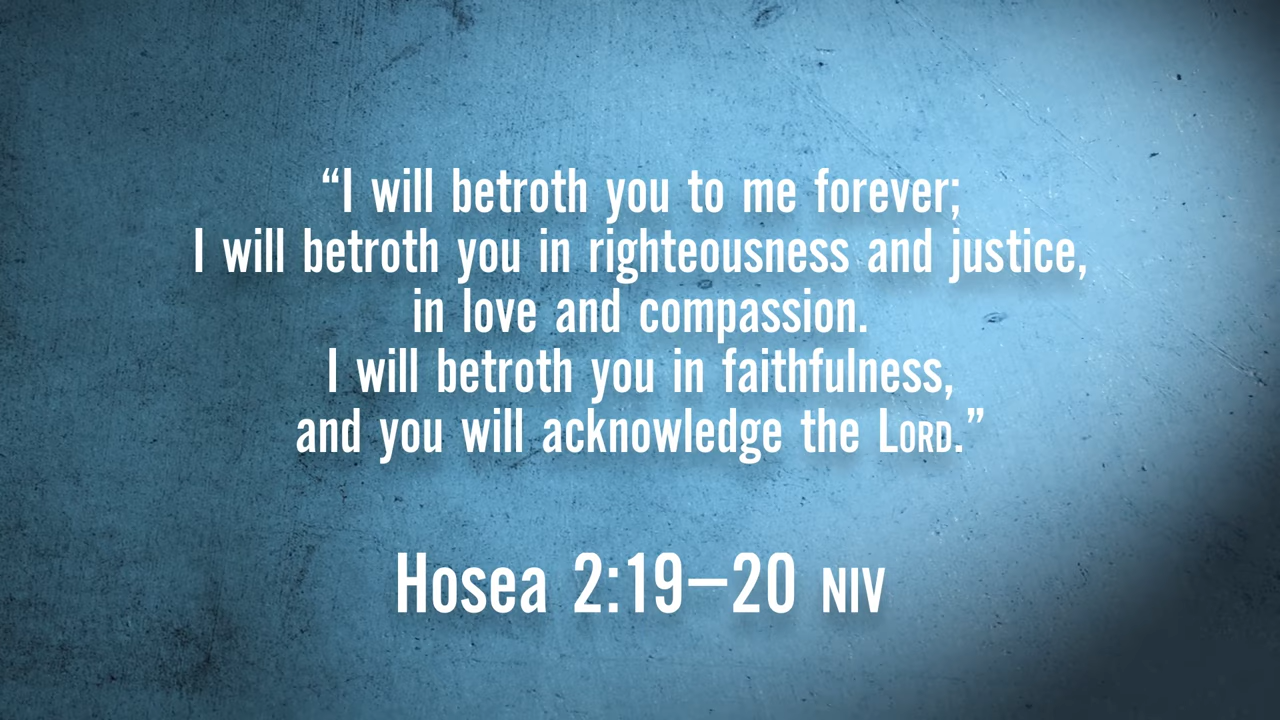 “I will betroth you to me forever;
I will betroth you in righteousness and justice,
in love and compassion.
I will betroth you in faithfulness,
and you will acknowledge the LORD.”
Hosea 2:19–20 NIV